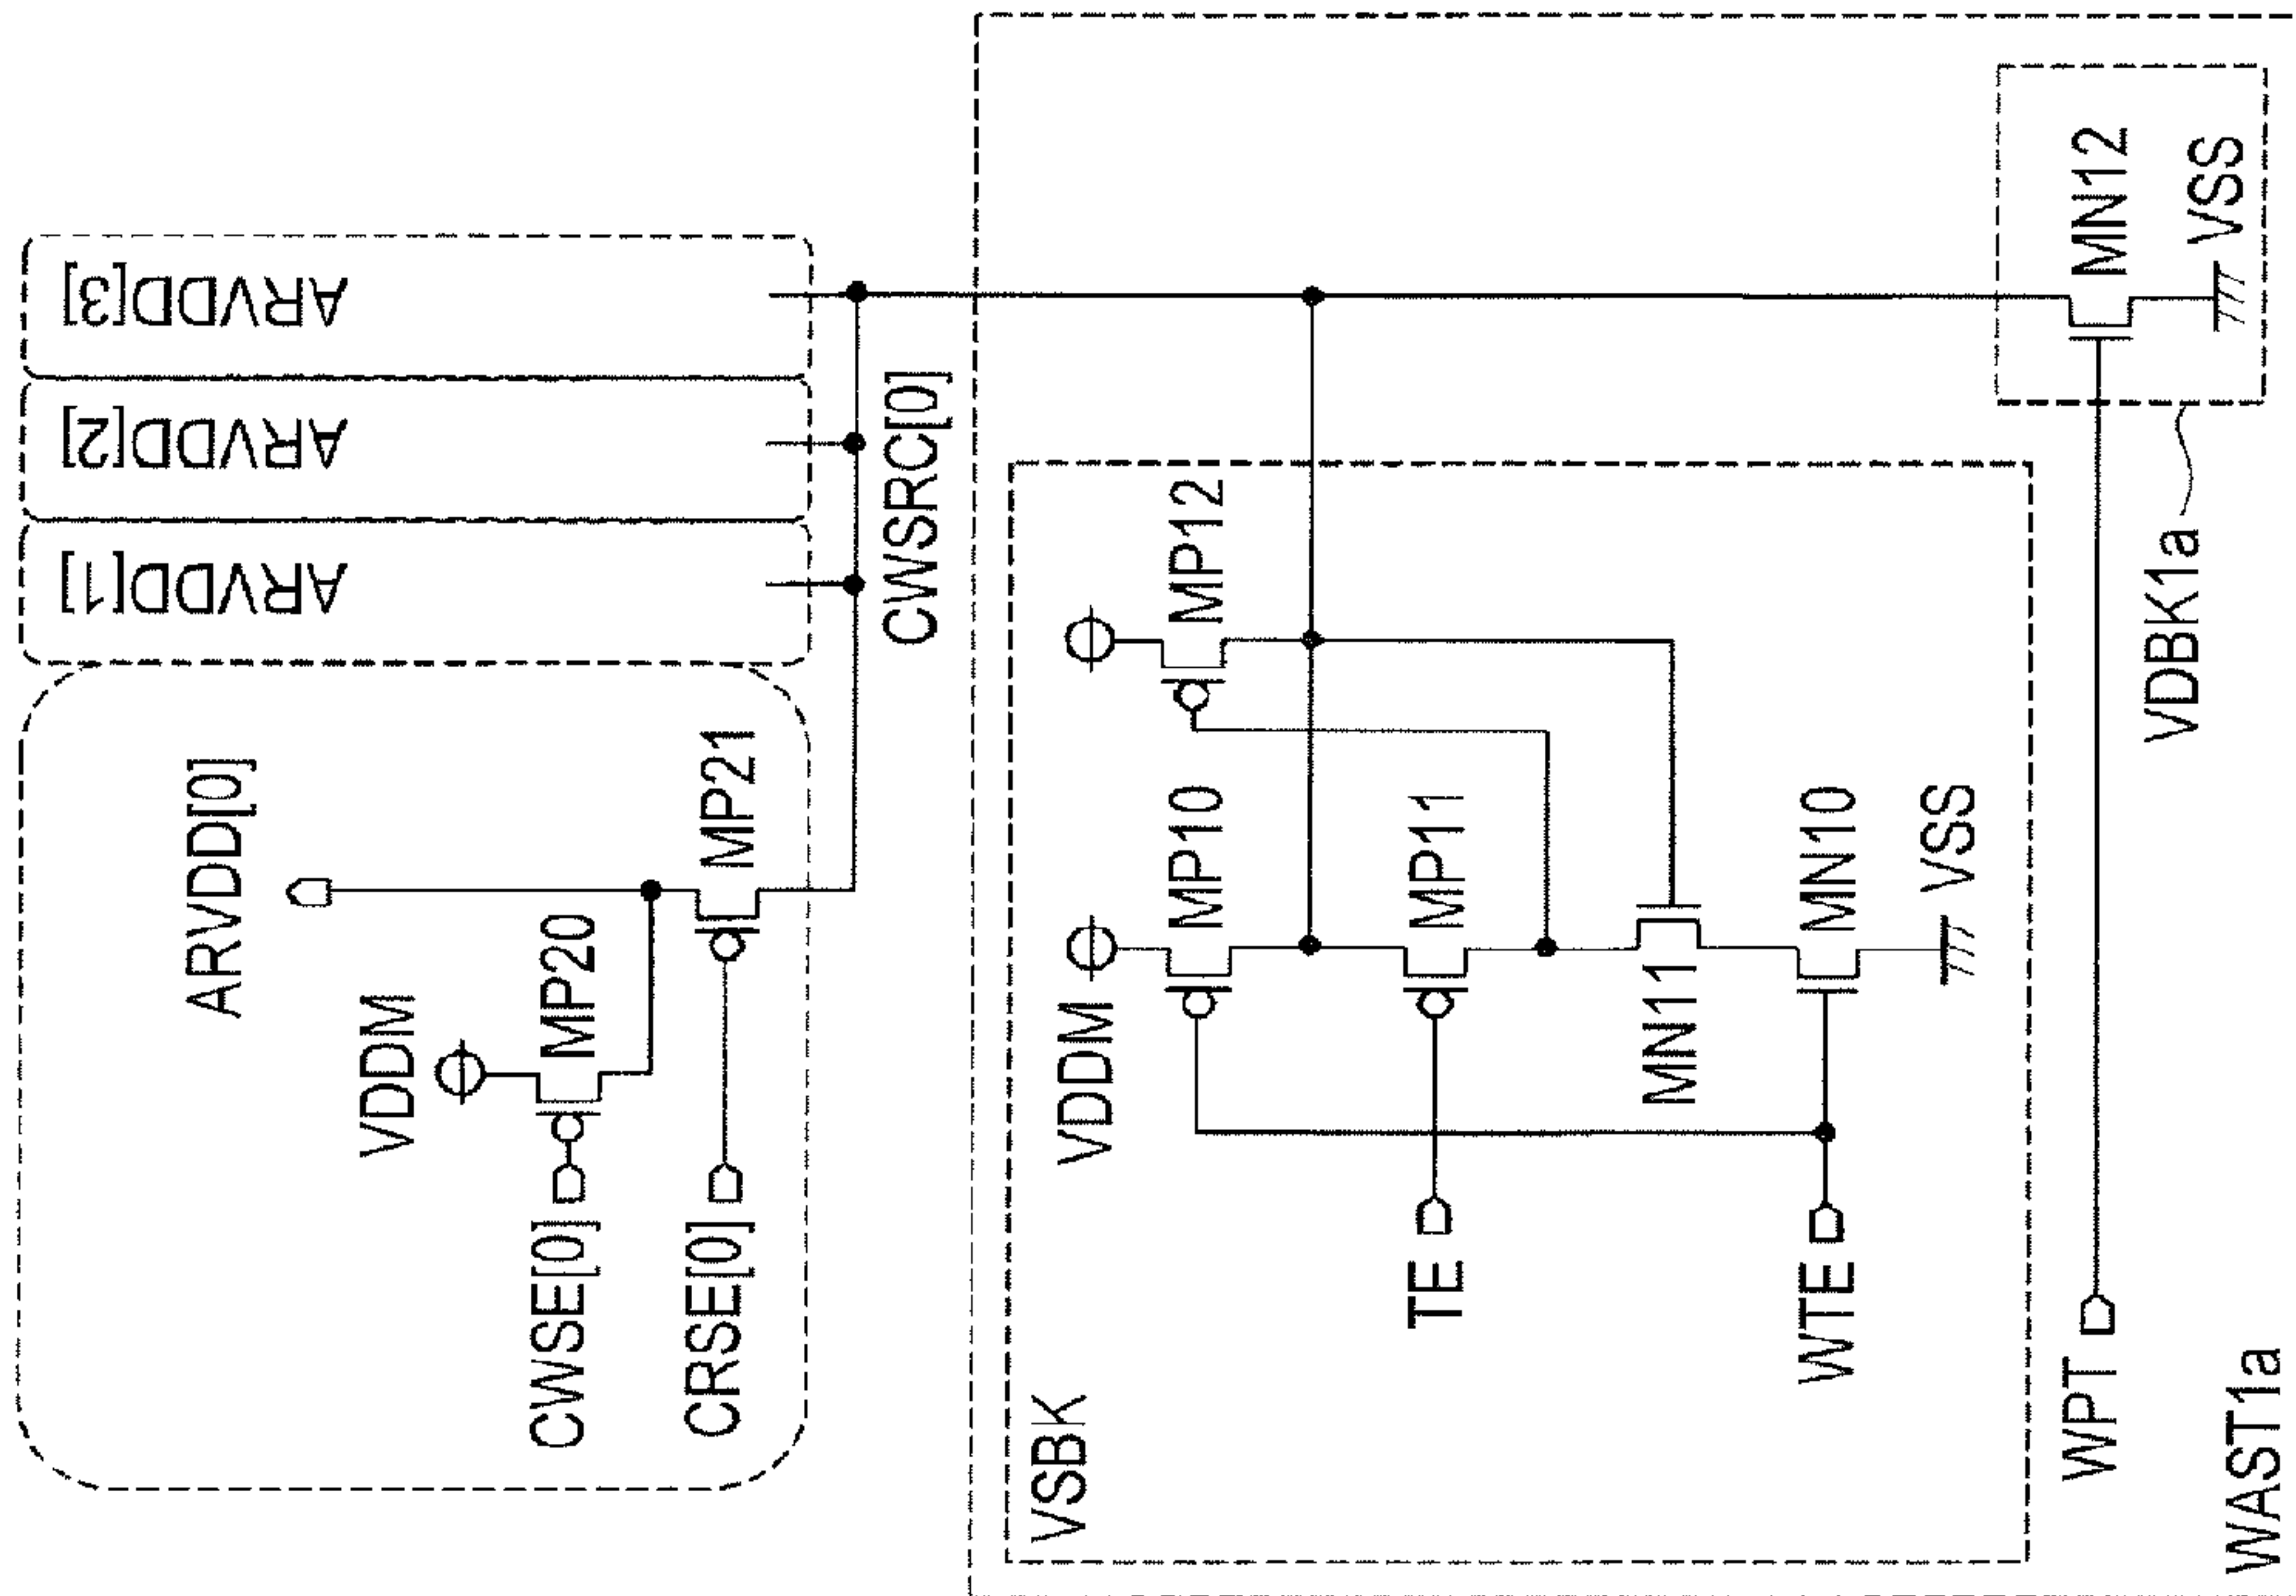 ARVDD[3]
ARVDD[2]
ARVDD[1]
ARVDD[0]
VDDM
MP20
MP21
CWSE[0]
CRSE[0]
CWSRC[0]
VSBK
VDDM
MP10
MP12
MP11
TE
MN11
MN10
WTE
VSS
MN12
VSS
VDBK1a
WPT
WAST1a